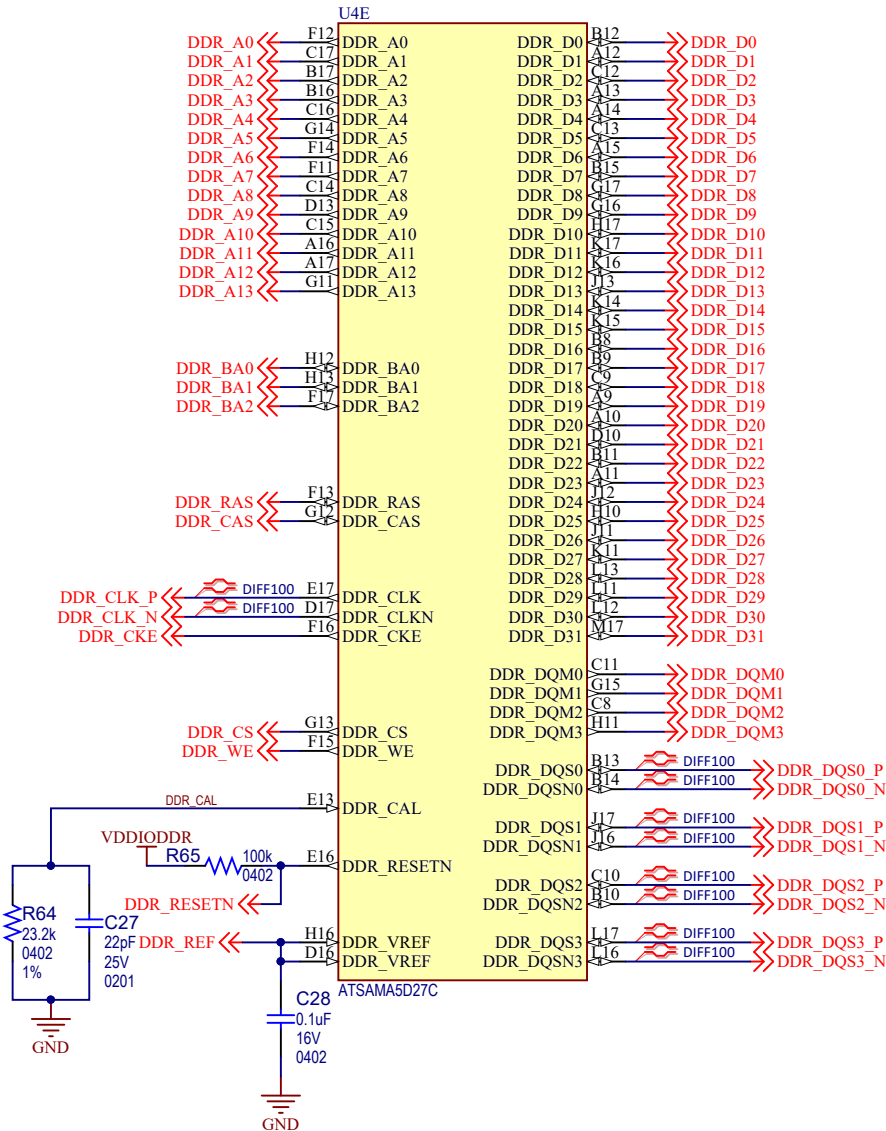 U4E
DDR_A0 F12 DDR_A0
DDR_A1 C17 DDR_A1
DDR_A2 B17 DDR_A2
DDR_A3 B16 DDR_A3
DDR_A4 C16 DDR_A4
DDR_A5 G14 DDR_A5
DDR_A6 F14 DDR_A6
DDR_A7 F11 DDR_A7
DDR_A8 C14 DDR_A8
DDR_A9 D13 DDR_A9
DDR_A10 C15 DDR_A10
DDR_A11 A16 DDR_A11
DDR_A12 A17 DDR_A12
DDR_A13 G11 DDR_A13
DDR_BA0 H12 DDR_BA0
DDR_BA1 H13 DDR_BA1
DDR_BA2 F17 DDR_BA2
DDR_RAS F13 DDR_RAS
DDR_CAS G12 DDR_CAS
DDR_CLK_P DIFF100 E17 DDR_CLK
DDR_CLK_N DIFF100 D17 DDR_CLKN
DDR_CKE F16 DDR_CKE
DDR_CS G13 DDR_CS
DDR_WE F15 DDR_WE
DDR_CAL E13 DDR_CAL
VDDIODDR
R65 100k 0402 E16 DDR_RESETN
DDR_RESETN
DDR_REF H16 DDR_VREF
D16 DDR_VREF
R64
23.2k
0402
1%
C27
22pF
25V
0201
GND
C28
0.1uF
16V
0402
GND
DDR_D0 B12 DDR_D0
DDR_D1 A12 DDR_D1
DDR_D2 C12 DDR_D2
DDR_D3 A13 DDR_D3
DDR_D4 A14 DDR_D4
DDR_D5 C13 DDR_D5
DDR_D6 A15 DDR_D6
DDR_D7 B15 DDR_D7
DDR_D8 G17 DDR_D8
DDR_D9 G16 DDR_D9
DDR_D10 H17 DDR_D10
DDR_D11 K17 DDR_D11
DDR_D12 K16 DDR_D12
DDR_D13 J13 DDR_D13
DDR_D14 K14 DDR_D14
DDR_D15 K15 DDR_D15
DDR_D16 B8 DDR_D16
DDR_D17 B9 DDR_D17
DDR_D18 C9 DDR_D18
DDR_D19 A9 DDR_D19
DDR_D20 A10 DDR_D20
DDR_D21 D10 DDR_D21
DDR_D22 B11 DDR_D22
DDR_D23 A11 DDR_D23
DDR_D24 J12 DDR_D24
DDR_D25 H10 DDR_D25
DDR_D26 J11 DDR_D26
DDR_D27 K11 DDR_D27
DDR_D28 L13 DDR_D28
DDR_D29 L11 DDR_D29
DDR_D30 L12 DDR_D30
DDR_D31 M17 DDR_D31
DDR_DQM0 C11 DDR_DQM0
DDR_DQM1 G15 DDR_DQM1
DDR_DQM2 C8 DDR_DQM2
DDR_DQM3 H11 DDR_DQM3
DDR_DQS0 B13 DIFF100 DDR_DQS0_P
DDR_DQSN0 B14 DIFF100 DDR_DQS0_N
DDR_DQS1 J17 DIFF100 DDR_DQS1_P
DDR_DQSN1 J16 DIFF100 DDR_DQS1_N
DDR_DQS2 C10 DIFF100 DDR_DQS2_P
DDR_DQSN2 B10 DIFF100 DDR_DQS2_N
DDR_DQS3 L17 DIFF100 DDR_DQS3_P
DDR_DQSN3 L16 DIFF100 DDR_DQS3_N
ATSAMA5D27C